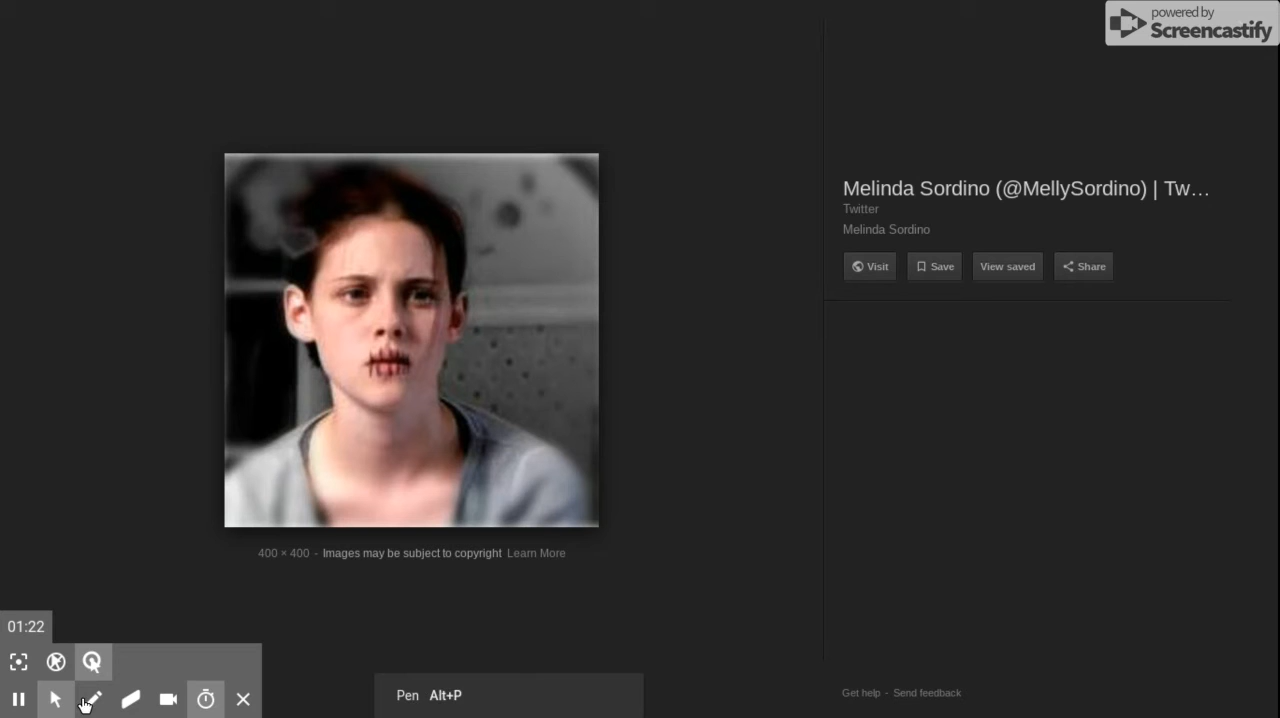 powered by
Screencastify
Melinda Sordino (@MellySordino) | Tw…
Twitter
Melinda Sordino
Visit Save View saved Share
400 × 400 - Images may be subject to copyright Learn More
01:22
Pen Alt+P
Get help - Send feedback